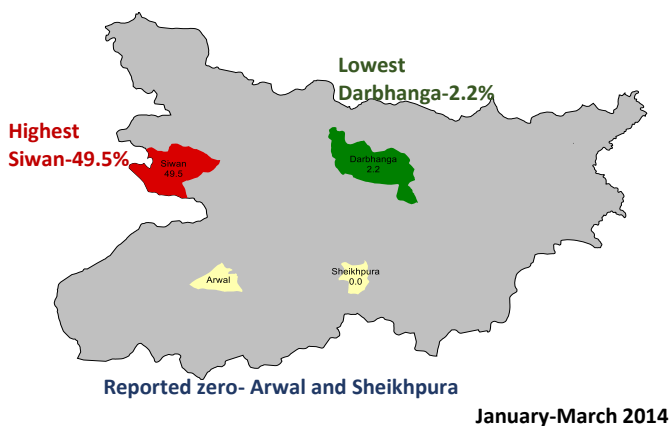 Lowest
Darbhanga-2.2%
Highest
Siwan-49.5%
Siwan
49.5
Darbhanga
2.2
Arwal
Sheikhpura
0.0
Reported zero- Arwal and Sheikhpura
January-March 2014